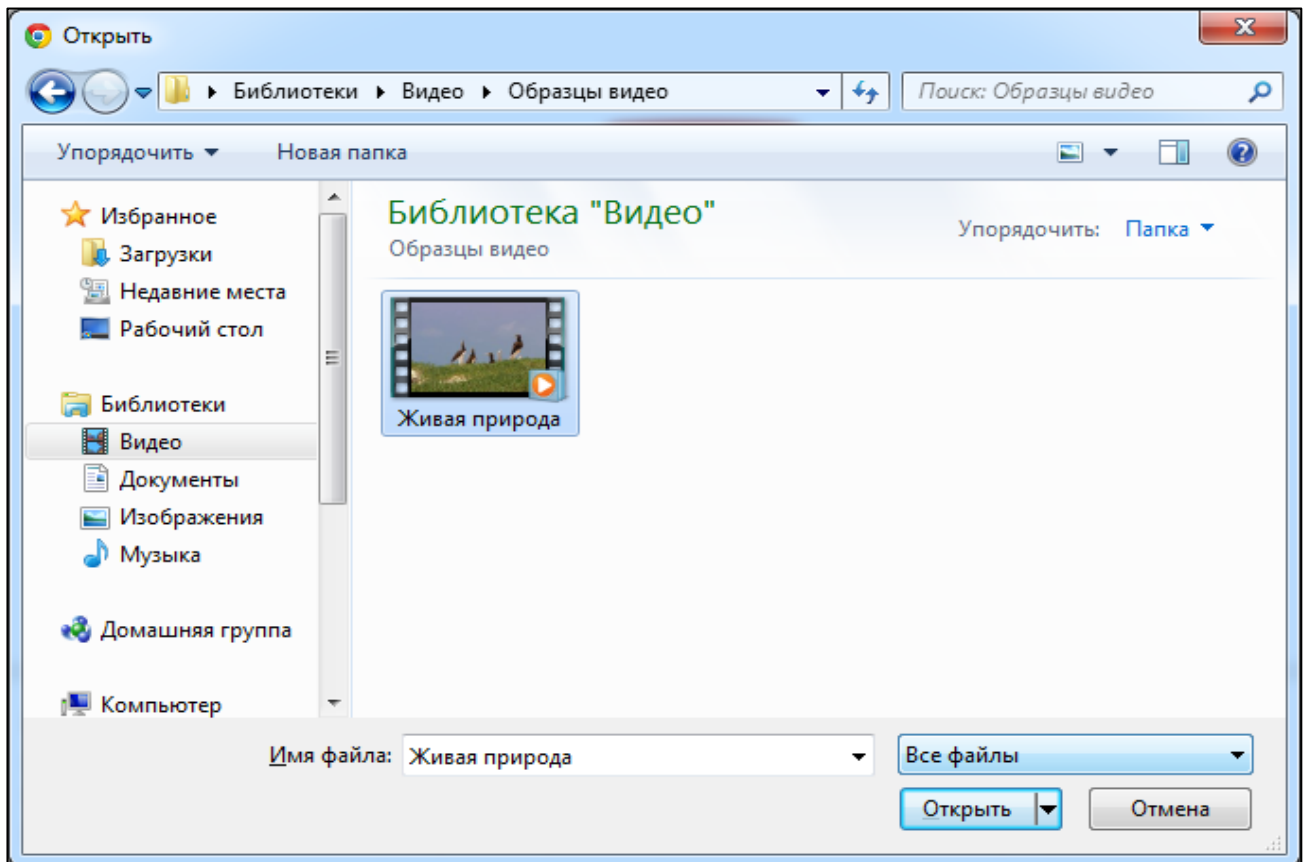 Открыть
Библиотеки Видео Образцы видео
Поиск: Образцы видео
Упорядочить Новая папка
Избранное
Загрузки
Недавние места
Рабочий стол
Библиотеки
Видео
Документы
Изображения
Музыка
Домашняя группа
Компьютер
Библиотека "Видео"
Образцы видео
Упорядочить: Папка
Живая природа
Имя файла: Живая природа
Все файлы
Открыть Отмена